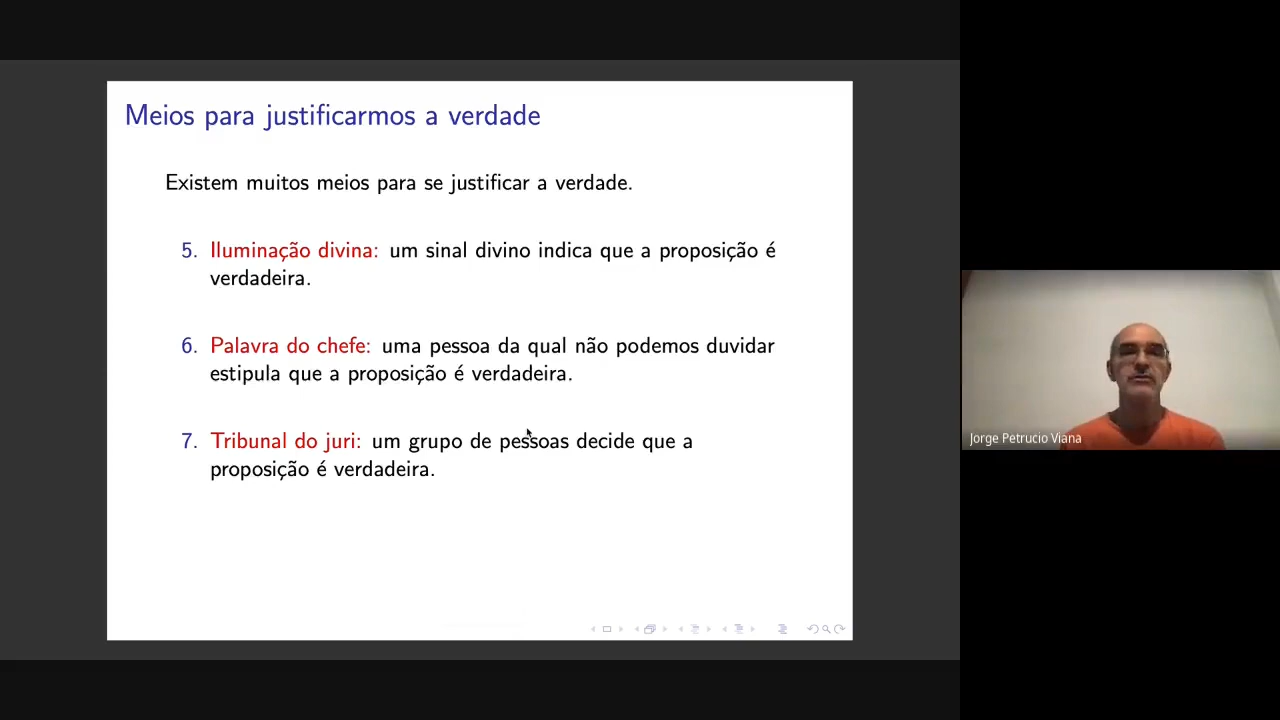 Meios para justificarmos a verdade
Existem muitos meios para se justificar a verdade.
5. Iluminação divina: um sinal divino indica que a proposição é
verdadeira.
6. Palavra do chefe: uma pessoa da qual não podemos duvidar
estipula que a proposição é verdadeira.
7. Tribunal do juri: um grupo de pessoas decide que a
proposição é verdadeira.
Jorge Petrucio Viana